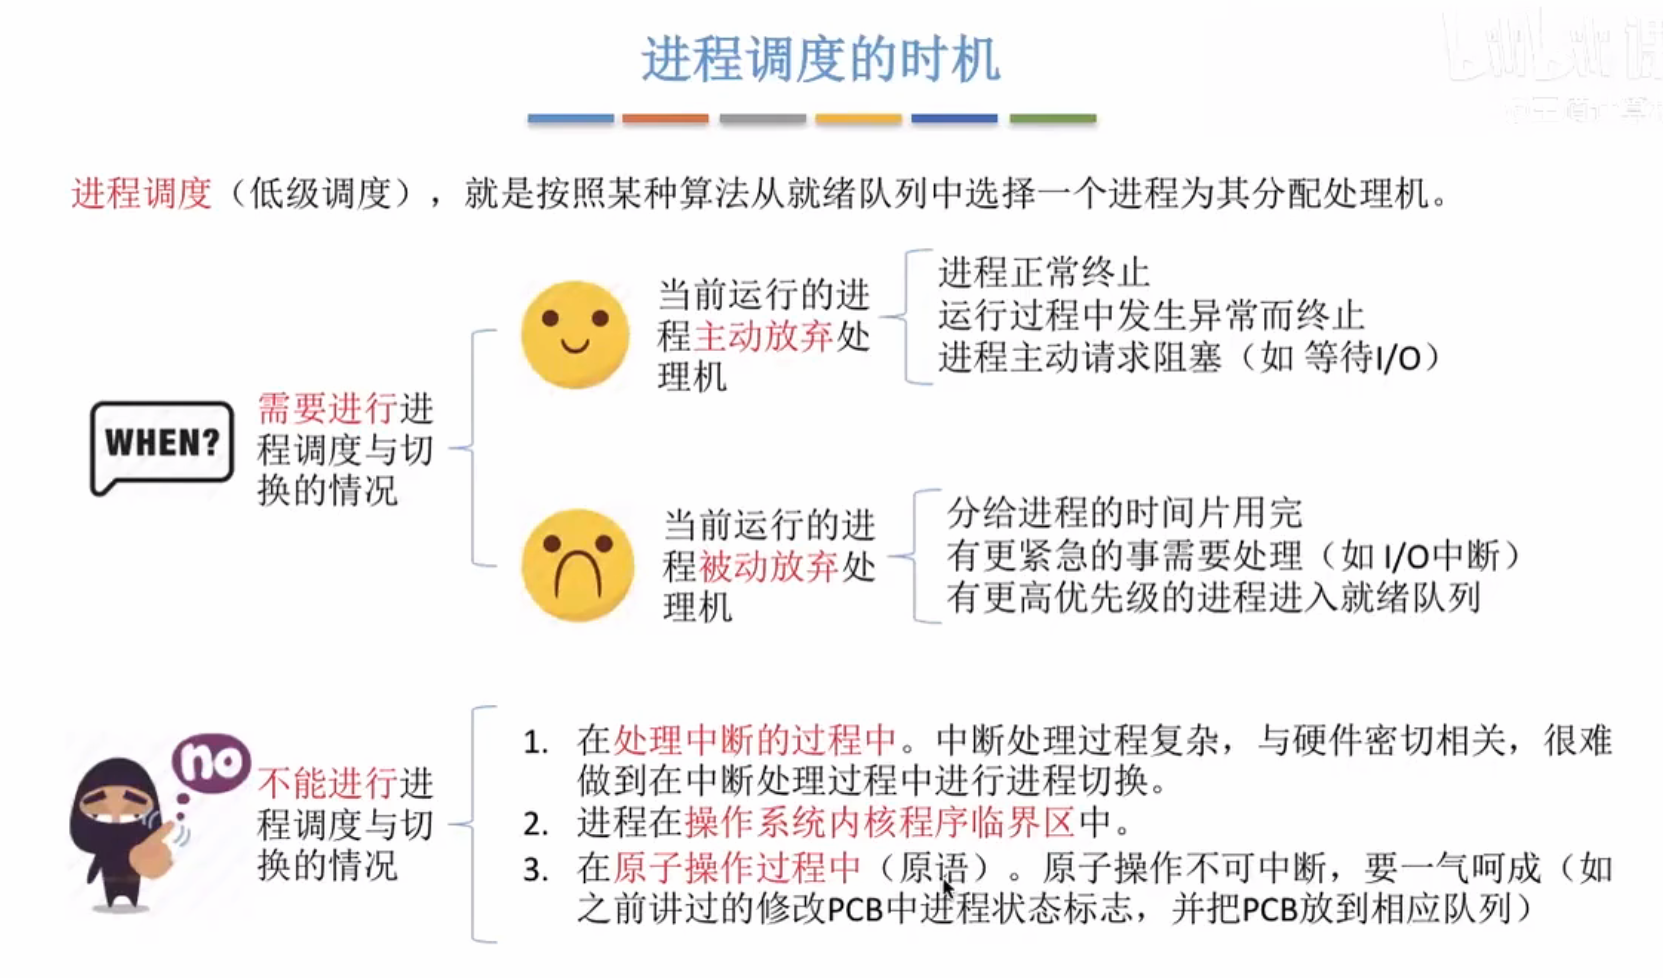 进程调度的时机
进程调度（低级调度），就是按照某种算法从就绪队列中选择一个进程为其分配处理机。
WHEN?
需要进行进
程调度与切
换的情况
当前运行的进
程主动放弃处
理机
进程正常终止
运行过程中发生异常而终止
进程主动请求阻塞（如 等待I/O）
当前运行的进
程被动放弃处
理机
分给进程的时间片用完
有更紧急的事需要处理（如 I/O中断）
有更高优先级的进程进入就绪队列
no
不能进行进
程调度与切
换的情况
1. 在处理中断的过程中。中断处理过程复杂，与硬件密切相关，很难
做到在中断处理过程中进行进程切换。
2. 进程在操作系统内核程序临界区中。
3. 在原子操作过程中（原语）。原子操作不可中断，要一气呵成（如
之前讲过的修改PCB中进程状态标志，并把PCB放到相应队列）